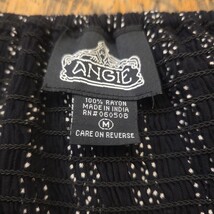 ANGIE
100% RAYON
MADE IN INDIA
RN# 060508
M
CARE ON REVERSE